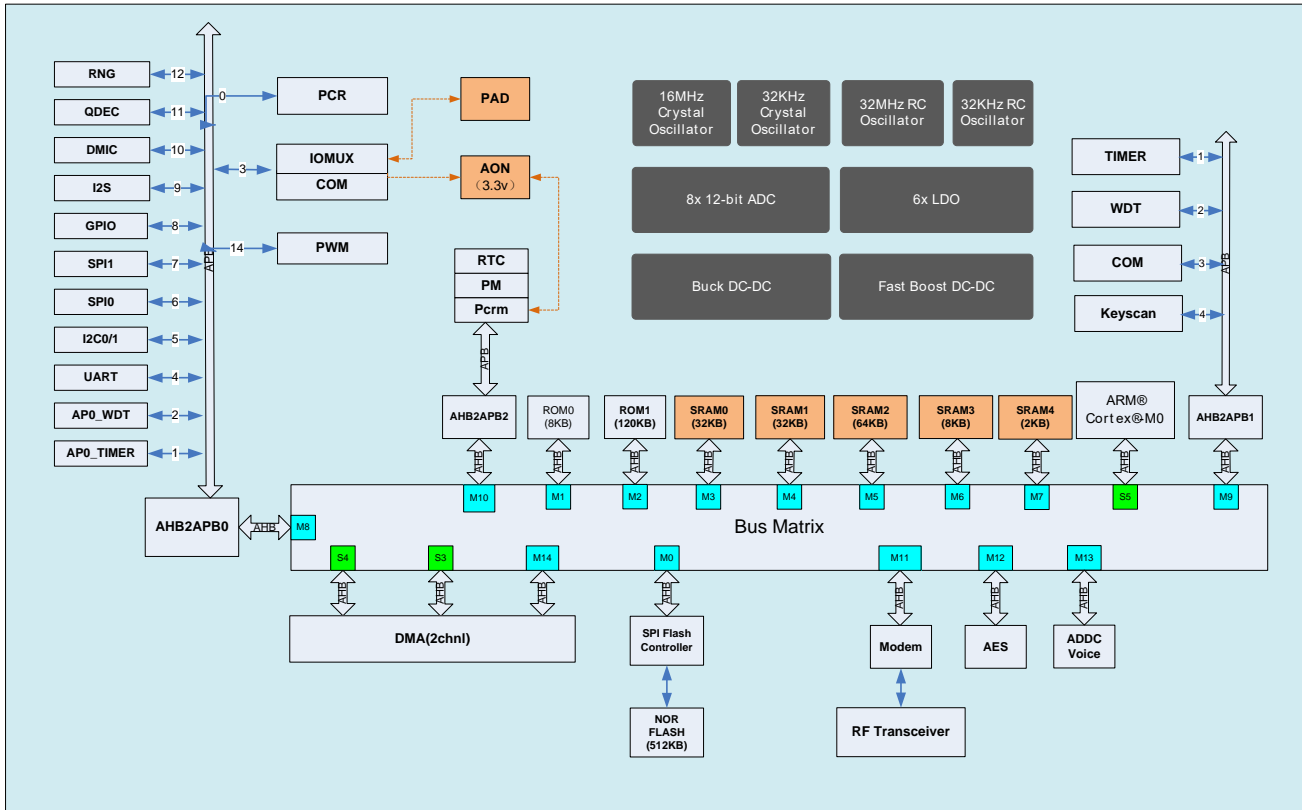 RNG
12
QDEC
11
DMIC
10
I2S
9
GPIO
8
SPI1
7
SPI0
6
I2C0/1
5
UART
4
AP0_WDT
2
AP0_TIMER
1
APB
0
PCR
3
IOMUX
COM
14
PWM
PAD
AON
（3.3v）
RTC
PM
Pcrm
APB
16MHz
Crystal
Oscillator
32KHz
Crystal
Oscillator
32MHz RC
Oscillator
32KHz RC
Oscillator
8x 12-bit ADC
6x LDO
Buck DC-DC
Fast Boost DC-DC
TIMER
1
WDT
2
COM
3
Keyscan
4
APB
AHB2APB2
ROM0
(8KB)
ROM1
(120KB)
SRAM0
(32KB)
SRAM1
(32KB)
SRAM2
(64KB)
SRAM3
(8KB)
SRAM4
(2KB)
ARM®
Cortex®-M0
AHB2APB1
AHB
AHB
AHB
AHB
AHB
AHB
AHB
AHB
AHB
AHB
M10
M1
M2
M3
M4
M5
M6
M7
S5
M9
AHB2APB0
AHB
M8
Bus Matrix
S4
S3
M14
M0
M11
M12
M13
AHB
AHB
AHB
AHB
AHB
AHB
AHB
DMA(2chnl)
SPI Flash
Controller
Modem
AES
ADDC
Voice
NOR
FLASH
(512KB)
RF Transceiver